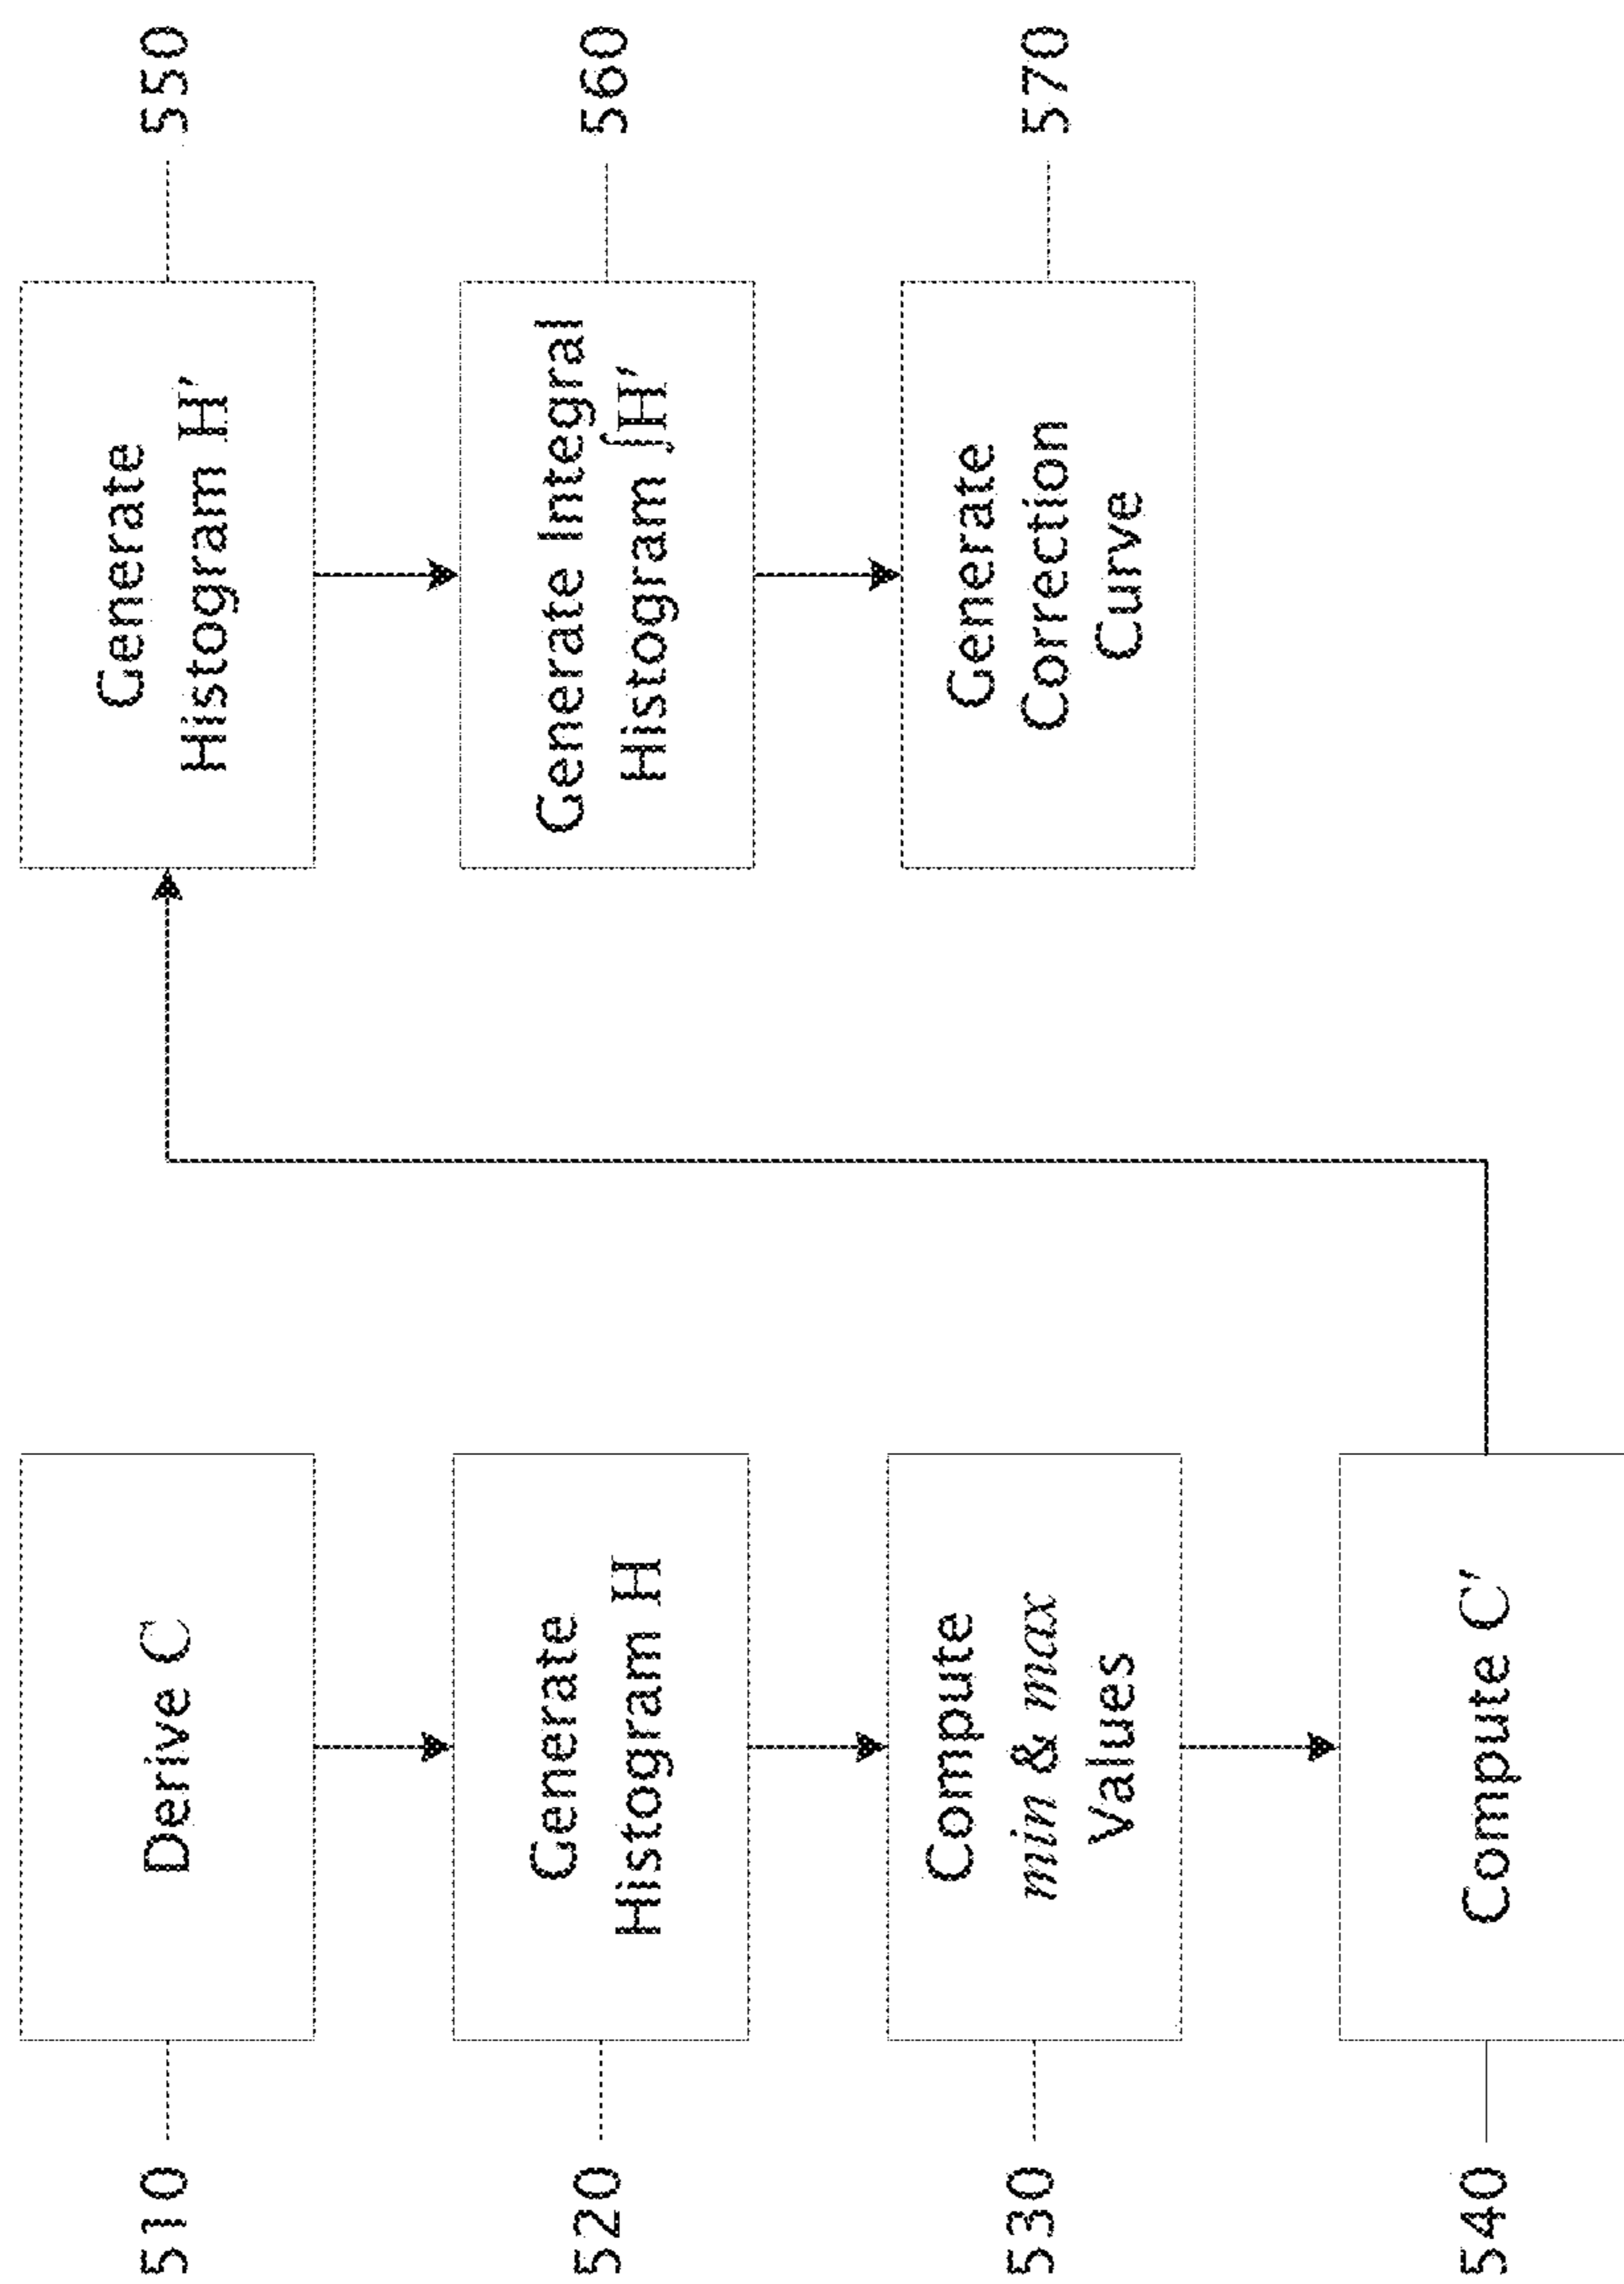 510
Derive C
520
Generate
Histogram H
530
Compute
min & max
Values
540
Compute C′
Generate
Histogram H′
550
Generate Integral
Histogram ∫H′
560
Generate
Correction
Curve
570